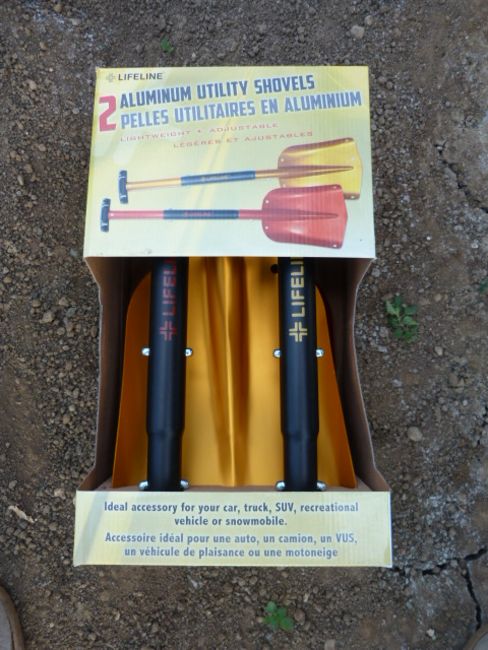 LIFELINE
2 ALUMINUM UTILITY SHOVELS
PELLES UTILITAIRES EN ALUMINIUM
LIGHTWEIGHT • ADJUSTABLE
LÉGÈRES ET AJUSTABLES
LIFELINE
LIFELINE
Ideal accessory for your car, truck, SUV, recreational
vehicle or snowmobile.
Accessoire idéal pour une auto, un camion, un VUS,
un véhicule de plaisance ou une motoneige